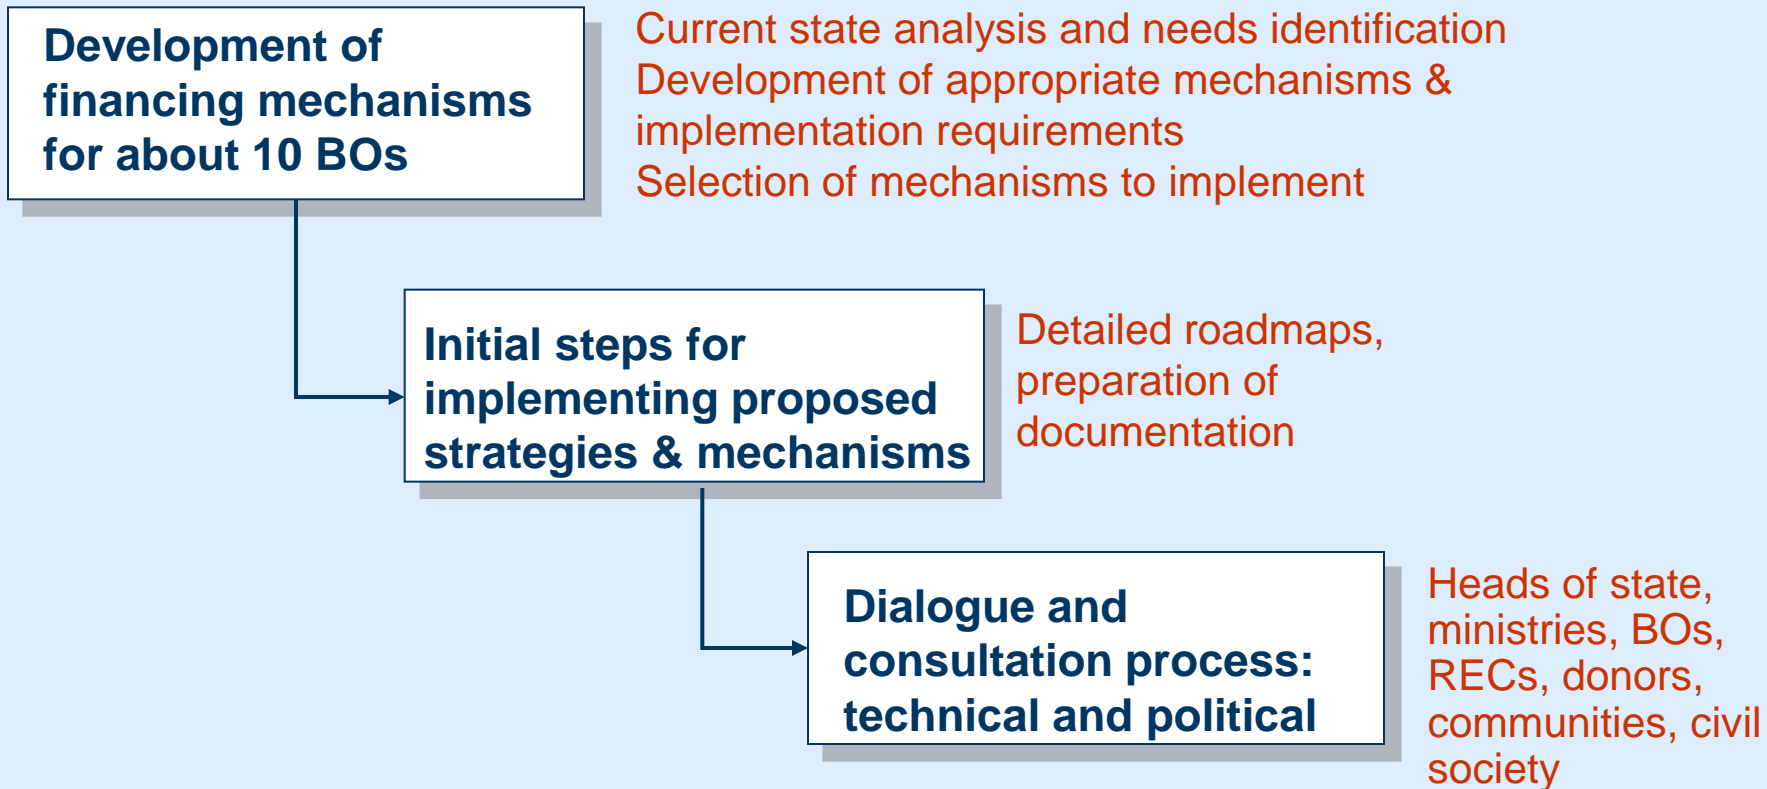 Development of
financing mechanisms
for about 10 BOs
Current state analysis and needs identification
Development of appropriate mechanisms &
implementation requirements
Selection of mechanisms to implement
Initial steps for
implementing proposed
strategies & mechanisms
Detailed roadmaps,
preparation of
documentation
Dialogue and
consultation process:
technical and political
Heads of state,
ministries, BOs,
RECs, donors,
communities, civil
society